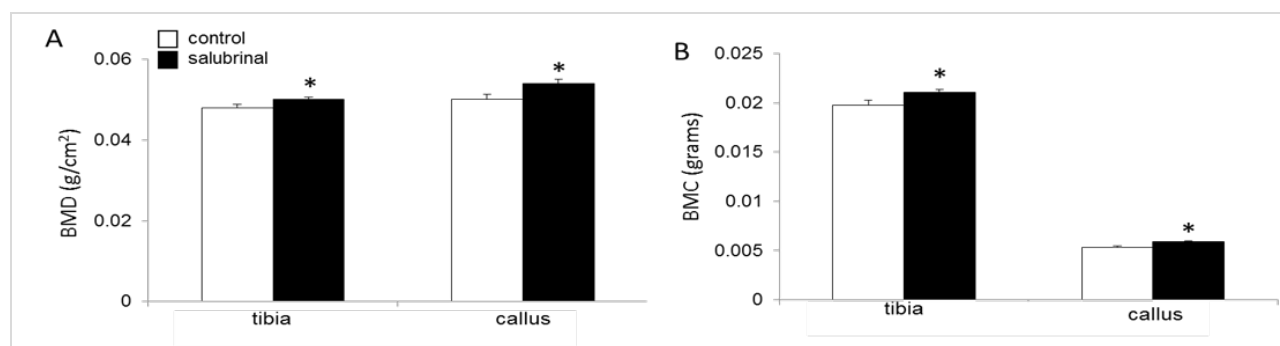 A
control
salubrinal
0.06
0.04
0.02
0
BMD (g/cm²)
*
*
tibia
callus
B
0.025
0.02
0.015
0.01
0.005
0
BMC (grams)
*
*
tibia
callus